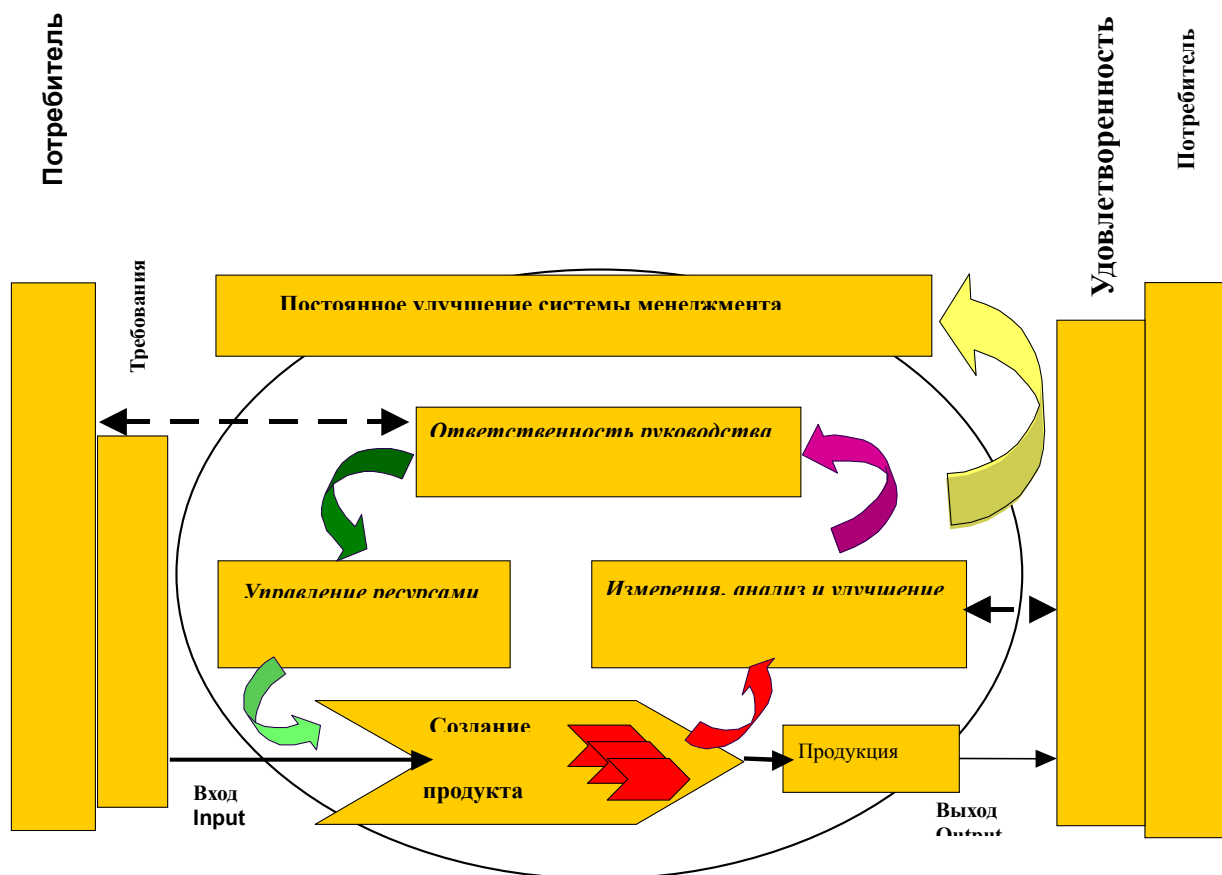 Потребитель
Требования
Удовлетворенность
Потребитель
Постоянное улучшение системы менеджмента
Ответственность руководства
Управление ресурсами
Измерения, анализ и улучшение
Создание
продукта
Продукция
Вход
Input
Выход
Output